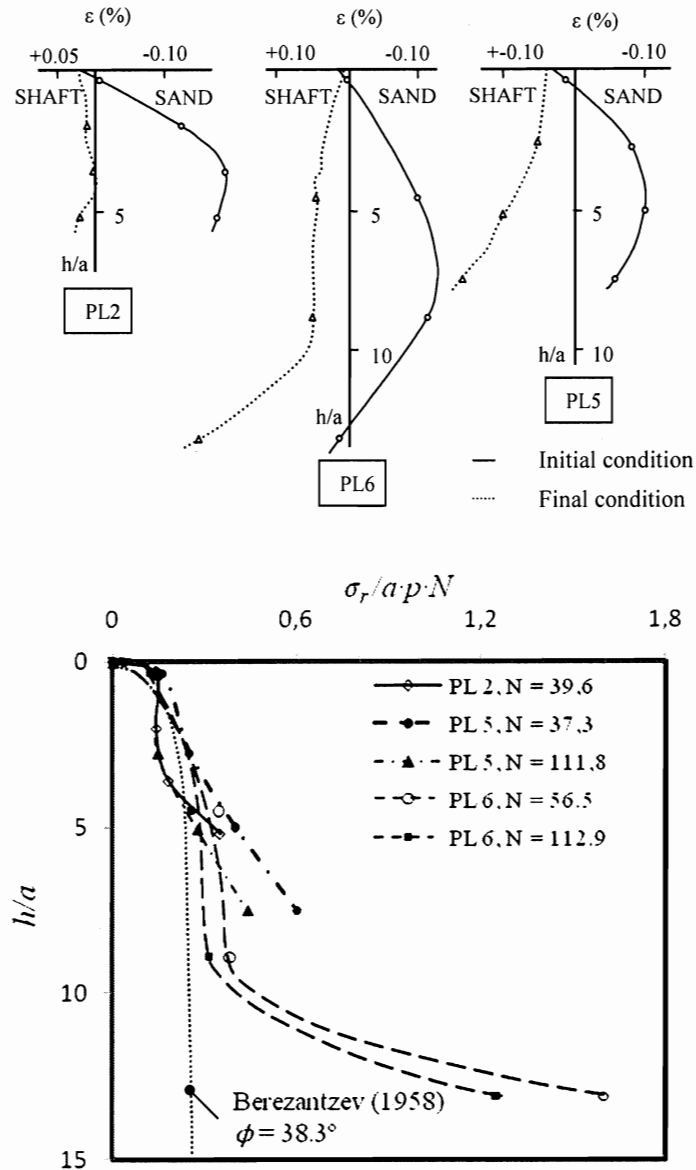 ε (%) ε (%) ε (%)
+0.05 -0.10 +0.10 -0.10 +-0.10 -0.10
SHAFT SAND SHAFT SAND SHAFT SAND
5 5 5
h/a
PL2
10 h/a 10
h/a
PL5
PL6
Initial condition
Final condition
σr/a·p·N
0 0,6 1,2 1,8
0
PL 2, N = 39.6
PL 5, N = 37.3
PL 5, N = 111.8
PL 6, N = 56.5
PL 6, N = 112.9
5
h/a
10
Berezantzev (1958)
ϕ = 38.3°
15